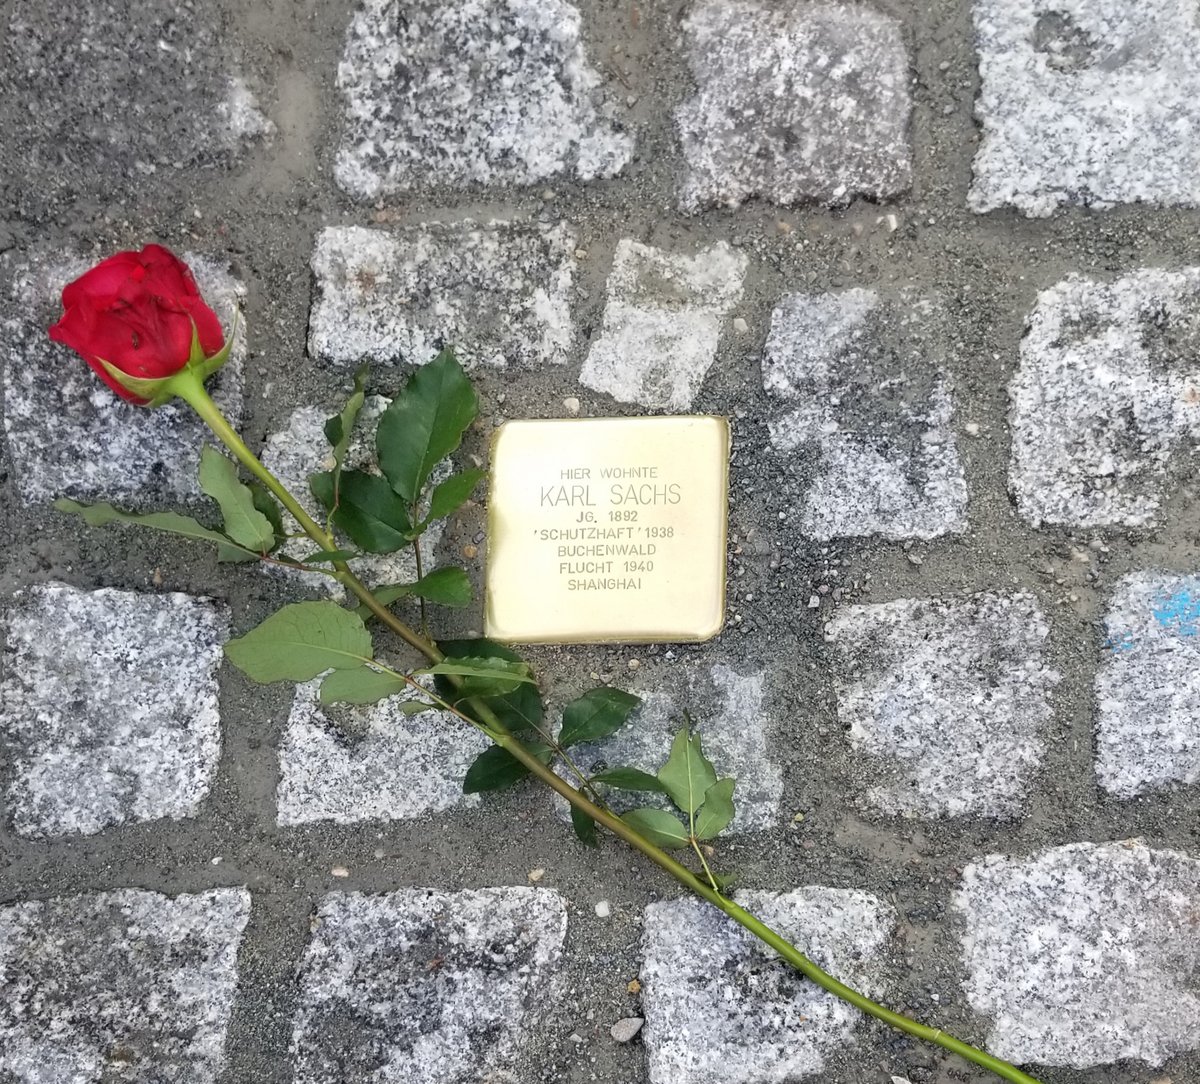 HIER WOHNTE
KARL SACHS
JG. 1892
'SCHUTZHAFT' 1938
BUCHENWALD
FLUCHT 1940
SHANGHAI